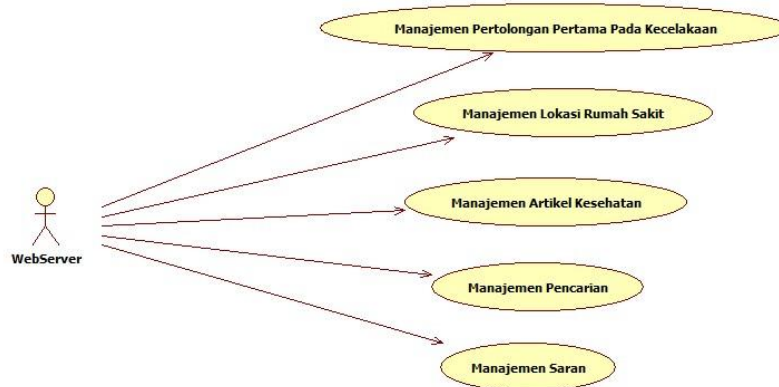 Manajemen Pertolongan Pertama Pada Kecelakaan
Manajemen Lokasi Rumah Sakit
Manajemen Artikel Kesehatan
WebServer
Manajemen Pencarian
Manajemen Saran